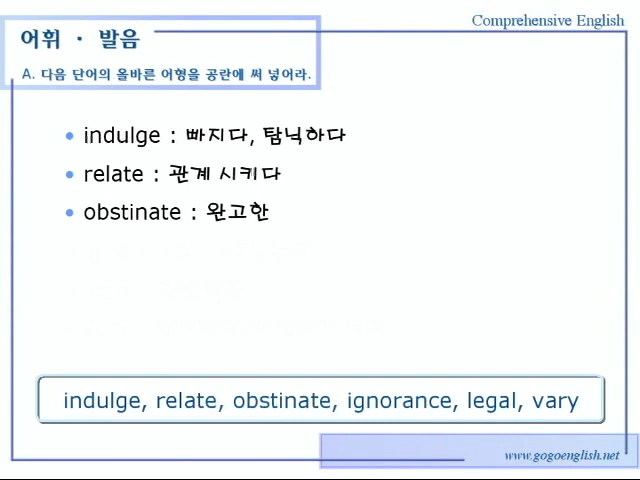 Comprehensive English
어휘 · 발음
A. 다음 단어의 올바른 어형을 공란에 써 넣어라.
• indulge : 빠지다, 탐닉하다
• relate : 관계 시키다
• obstinate : 완고한
indulge, relate, obstinate, ignorance, legal, vary
www.gogoenglish.net